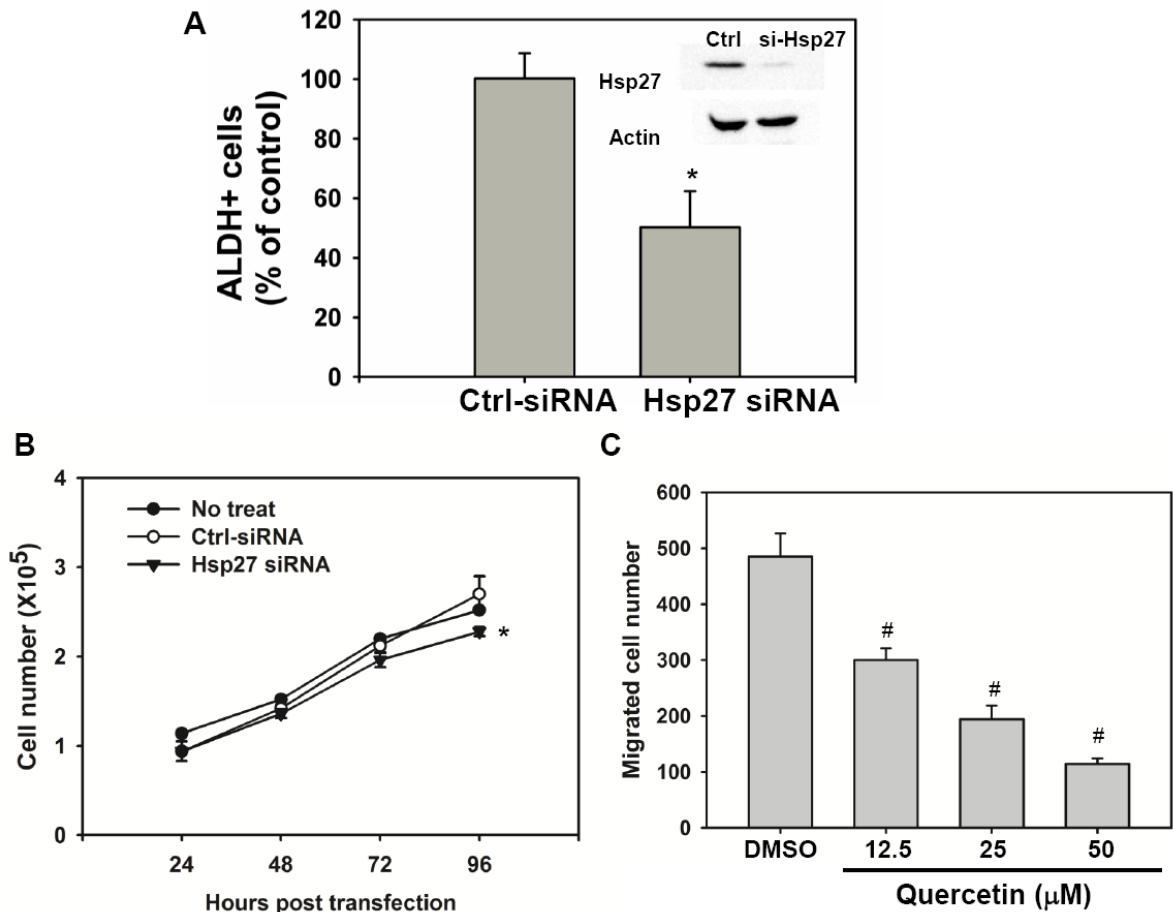 A
120
100
80
60
40
20
0
ALDH+ cells
(% of control)
Ctrl si-Hsp27
Hsp27
Actin
*
Ctrl-siRNA Hsp27 siRNA
B
4
3
2
1
0
Cell number (X10⁵)
No treat
Ctrl-siRNA
Hsp27 siRNA
*
24 48 72 96
Hours post transfection
C
600
500
400
300
200
100
0
Migrated cell number
#
#
#
DMSO 12.5 25 50
Quercetin (μM)